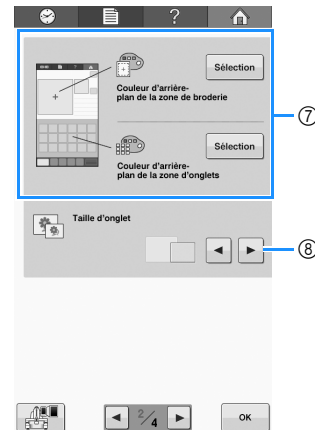 ?
Couleur d'arrière-
plan de la zone de broderie
Sélection
⑦
Couleur d'arrière-
plan de la zone d'onglets
Sélection
Taille d'onglet
⑧
2/4
OK